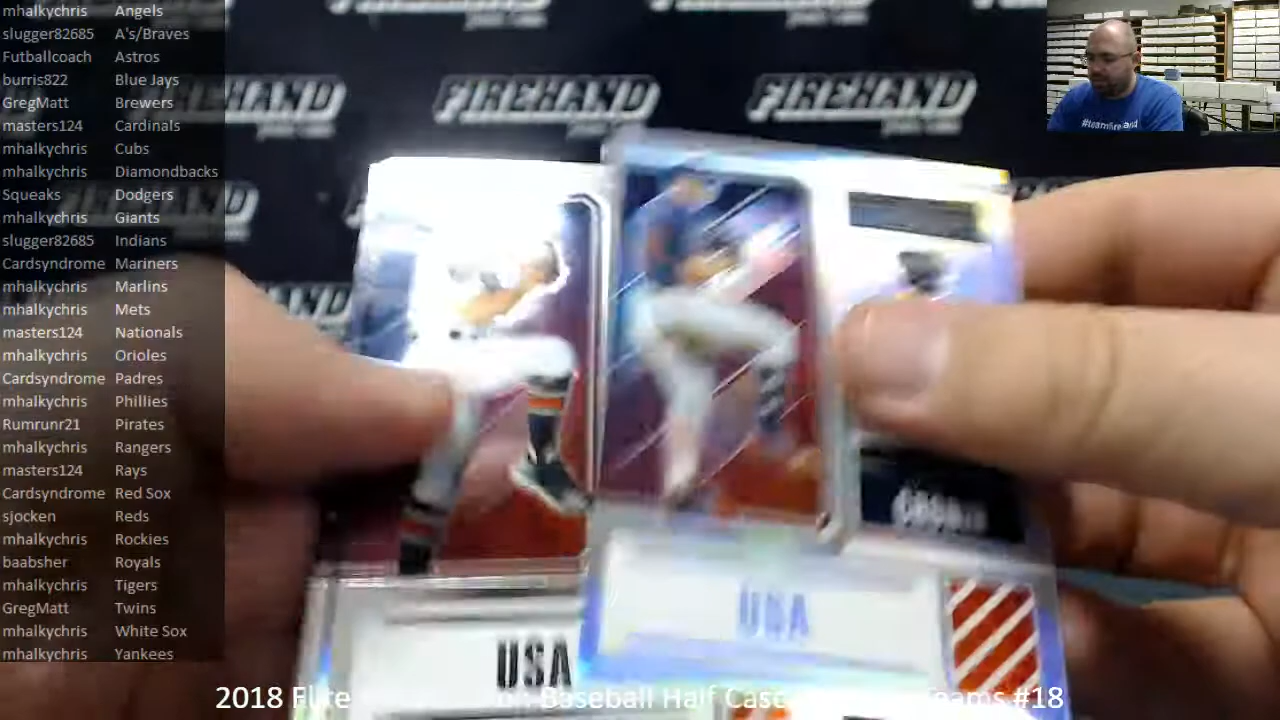 mhalkychris Angels
slugger82685 A's/Braves
Futballcoach Astros
burris822 Blue Jays
GregMatt Brewers
masters124 Cardinals
mhalkychris Cubs
mhalkychris Diamondbacks
Squeaks Dodgers
mhalkychris Giants
slugger82685 Indians
Cardsyndrome Mariners
mhalkychris Marlins
mhalkychris Mets
masters124 Nationals
mhalkychris Orioles
Cardsyndrome Padres
mhalkychris Phillies
Rumrunr21 Pirates
mhalkychris Rangers
masters124 Rays
Cardsyndrome Red Sox
sjocken Reds
mhalkychris Rockies
baabsher Royals
mhalkychris Tigers
GregMatt Twins
mhalkychris White Sox
mhalkychris Yankees
FIREHAND
FIREHAND
FIREHAND
#teamfirehand
USA
USA
2018 Baseball Half Case Teams #18